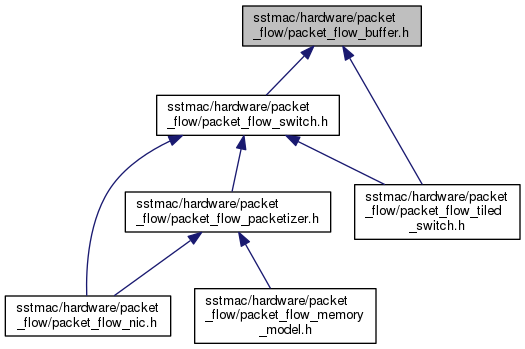 sstmac/hardware/packet
_flow/packet_flow_buffer.h
sstmac/hardware/packet
_flow/packet_flow_switch.h
sstmac/hardware/packet
_flow/packet_flow_packetizer.h
sstmac/hardware/packet
_flow/packet_flow_tiled
_switch.h
sstmac/hardware/packet
_flow/packet_flow_nic.h
sstmac/hardware/packet
_flow/packet_flow_memory
_model.h